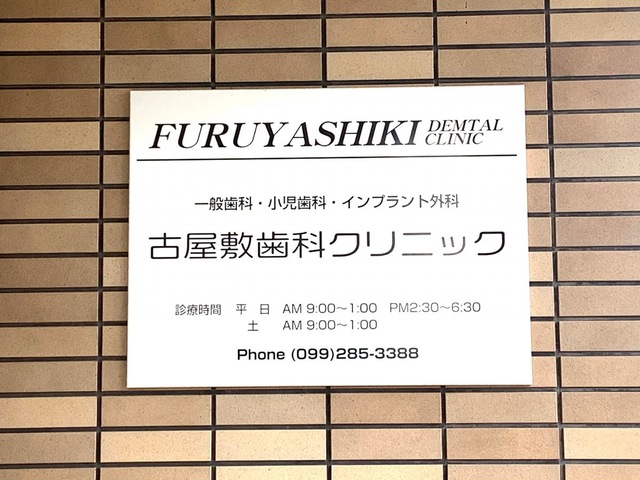 FURUYASHIKI DEMTAL CLINIC
一般歯科・小児歯科・インプラント外科
古屋敷歯科クリニック
診療時間 平 日 AM 9:00～1:00 PM2:30～6:30
土 AM 9:00～1:00
Phone (099)285-3388